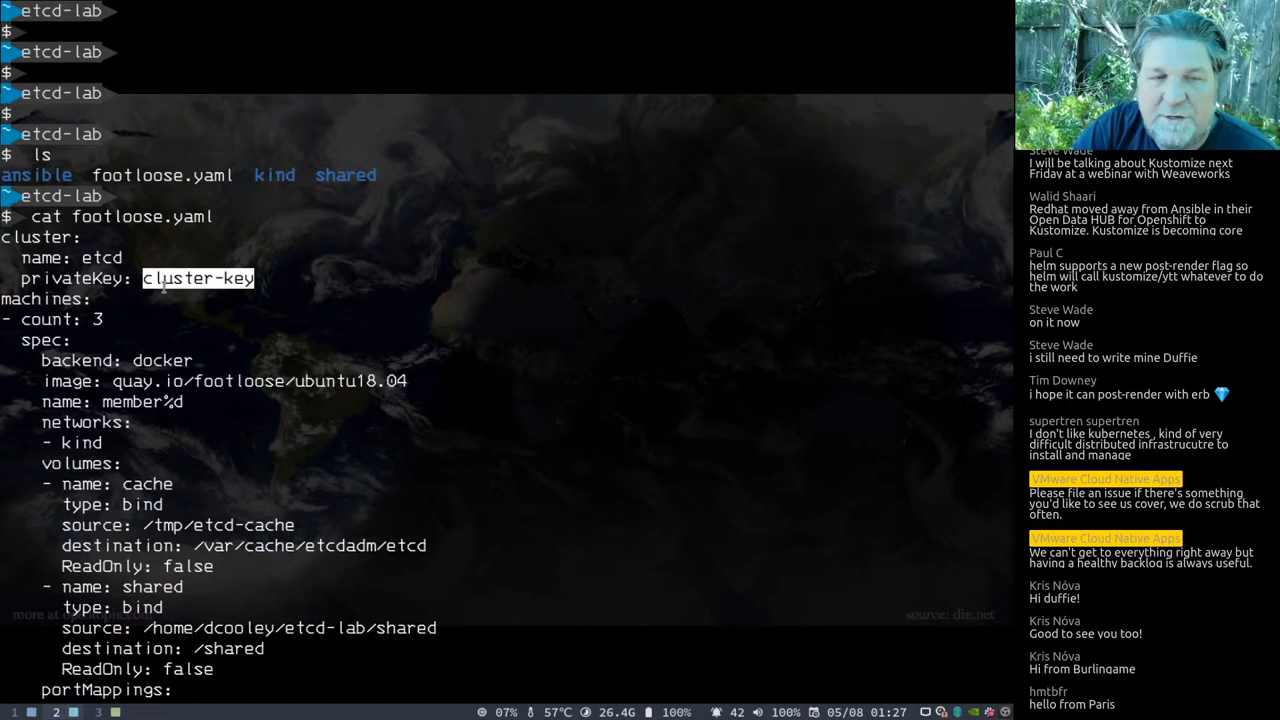 ~ etcd-lab
$
~ etcd-lab
$
~ etcd-lab
$
~ etcd-lab
$ ls
ansible footloose.yaml kind shared
~ etcd-lab
$ cat footloose.yaml
cluster:
name: etcd
privateKey: cluster-key
machines:
- count: 3
spec:
backend: docker
image: quay.io/footloose/ubuntu18.04
name: member%d
networks:
- kind
volumes:
- name: cache
type: bind
source: /tmp/etcd-cache
destination: /var/cache/etcdadm/etcd
ReadOnly: false
- name: shared
type: bind
source: /home/dcooley/etcd-lab/shared
destination: /shared
ReadOnly: false
portMappings:
more at
source: die.net
1 2 3
07% 57°C 26.4G 100% 42 100% 05/08 01:27
Steve Wade
I will be talking about Kustomize next
Friday at a webinar with Weaveworks
Walid Shaari
Redhat moved away from Ansible in their
Open Data HUB for Openshift to
Kustomize. Kustomize is becoming core
Paul C
helm supports a new post-render flag so
helm will call kustomize/ytt whatever to do
the work
Steve Wade
on it now
Steve Wade
i still need to write mine Duffie
Tim Downey
i hope it can post-render with erb 💎
supertren supertren
I don't like kubernetes , kind of very
difficult distributed infrastrucutre to
install and manage
VMware Cloud Native Apps
Please file an issue if there's something
you'd like to see us cover, we do scrub that
often.
VMware Cloud Native Apps
We can't get to everything right away but
having a healthy backlog is always useful.
Kris Nóva
Hi duffie!
Kris Nóva
Good to see you too!
Kris Nóva
Hi from Burlingame
hmtbfr
hello from Paris